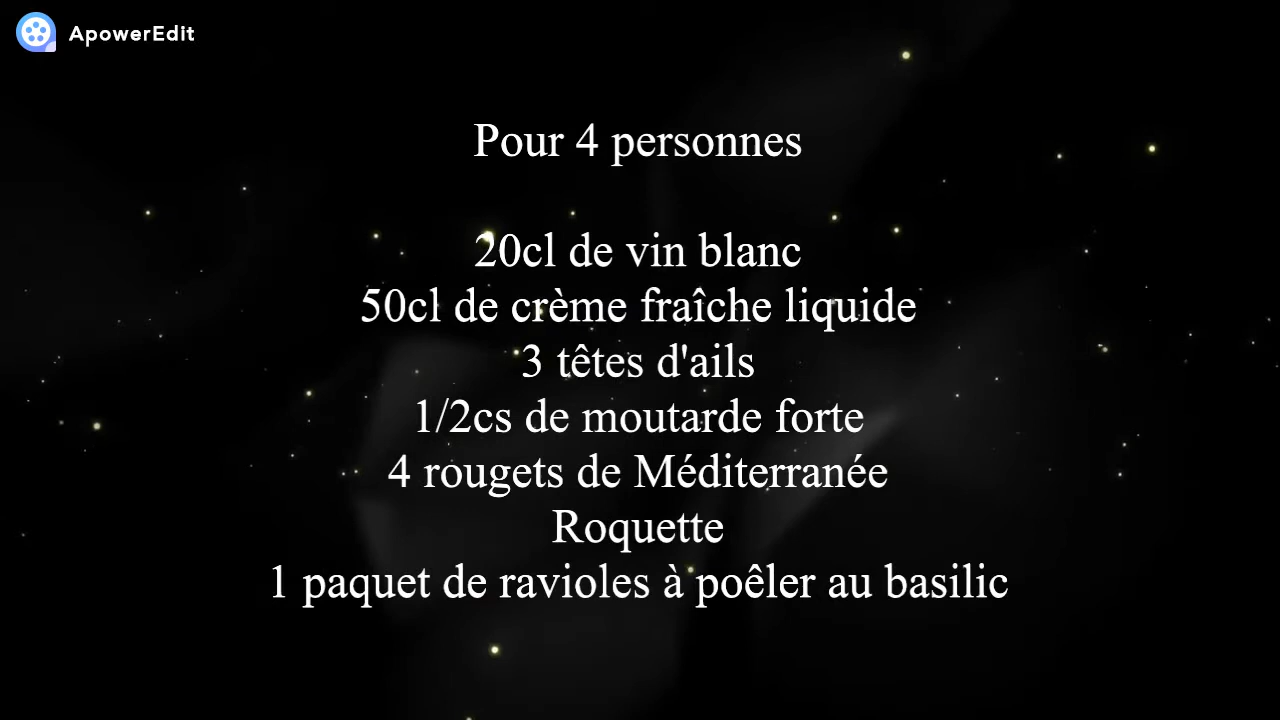 ApowerEdit
Pour 4 personnes
20cl de vin blanc
50cl de crème fraîche liquide
3 têtes d'ails
1/2cs de moutarde forte
4 rougets de Méditerranée
Roquette
1 paquet de ravioles à poêler au basilic